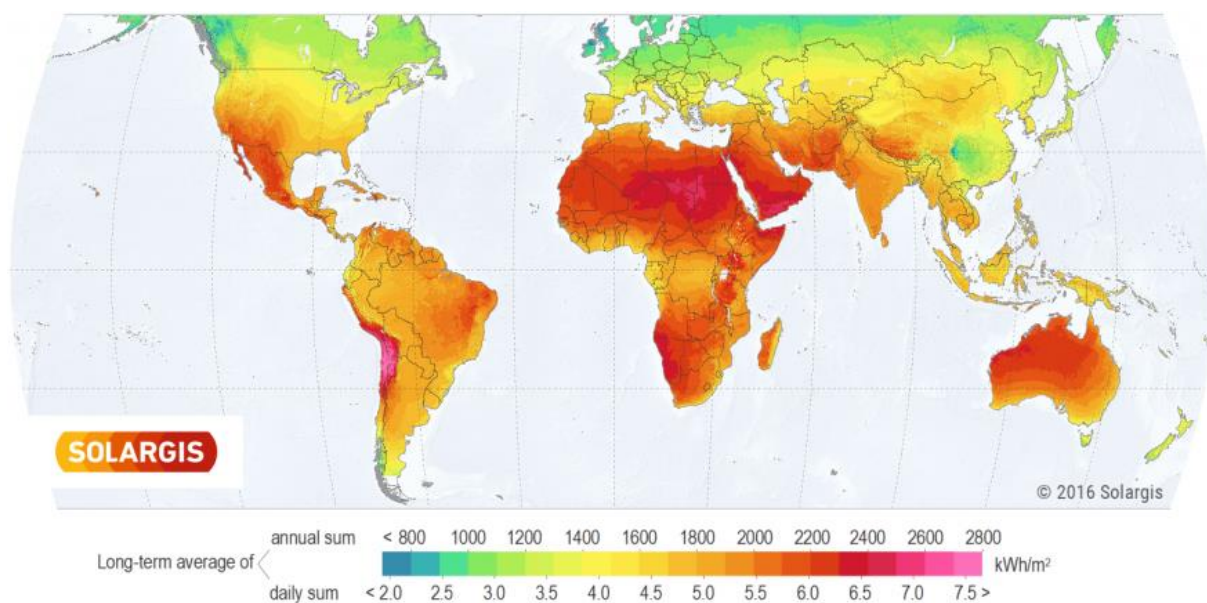 SOLARGIS
© 2016 Solargis
annual sum < 800 1000 1200 1400 1600 1800 2000 2200 2400 2600 2800
Long-term average of kWh/m²
daily sum < 2.0 2.5 3.0 3.5 4.0 4.5 5.0 5.5 6.0 6.5 7.0 7.5 >